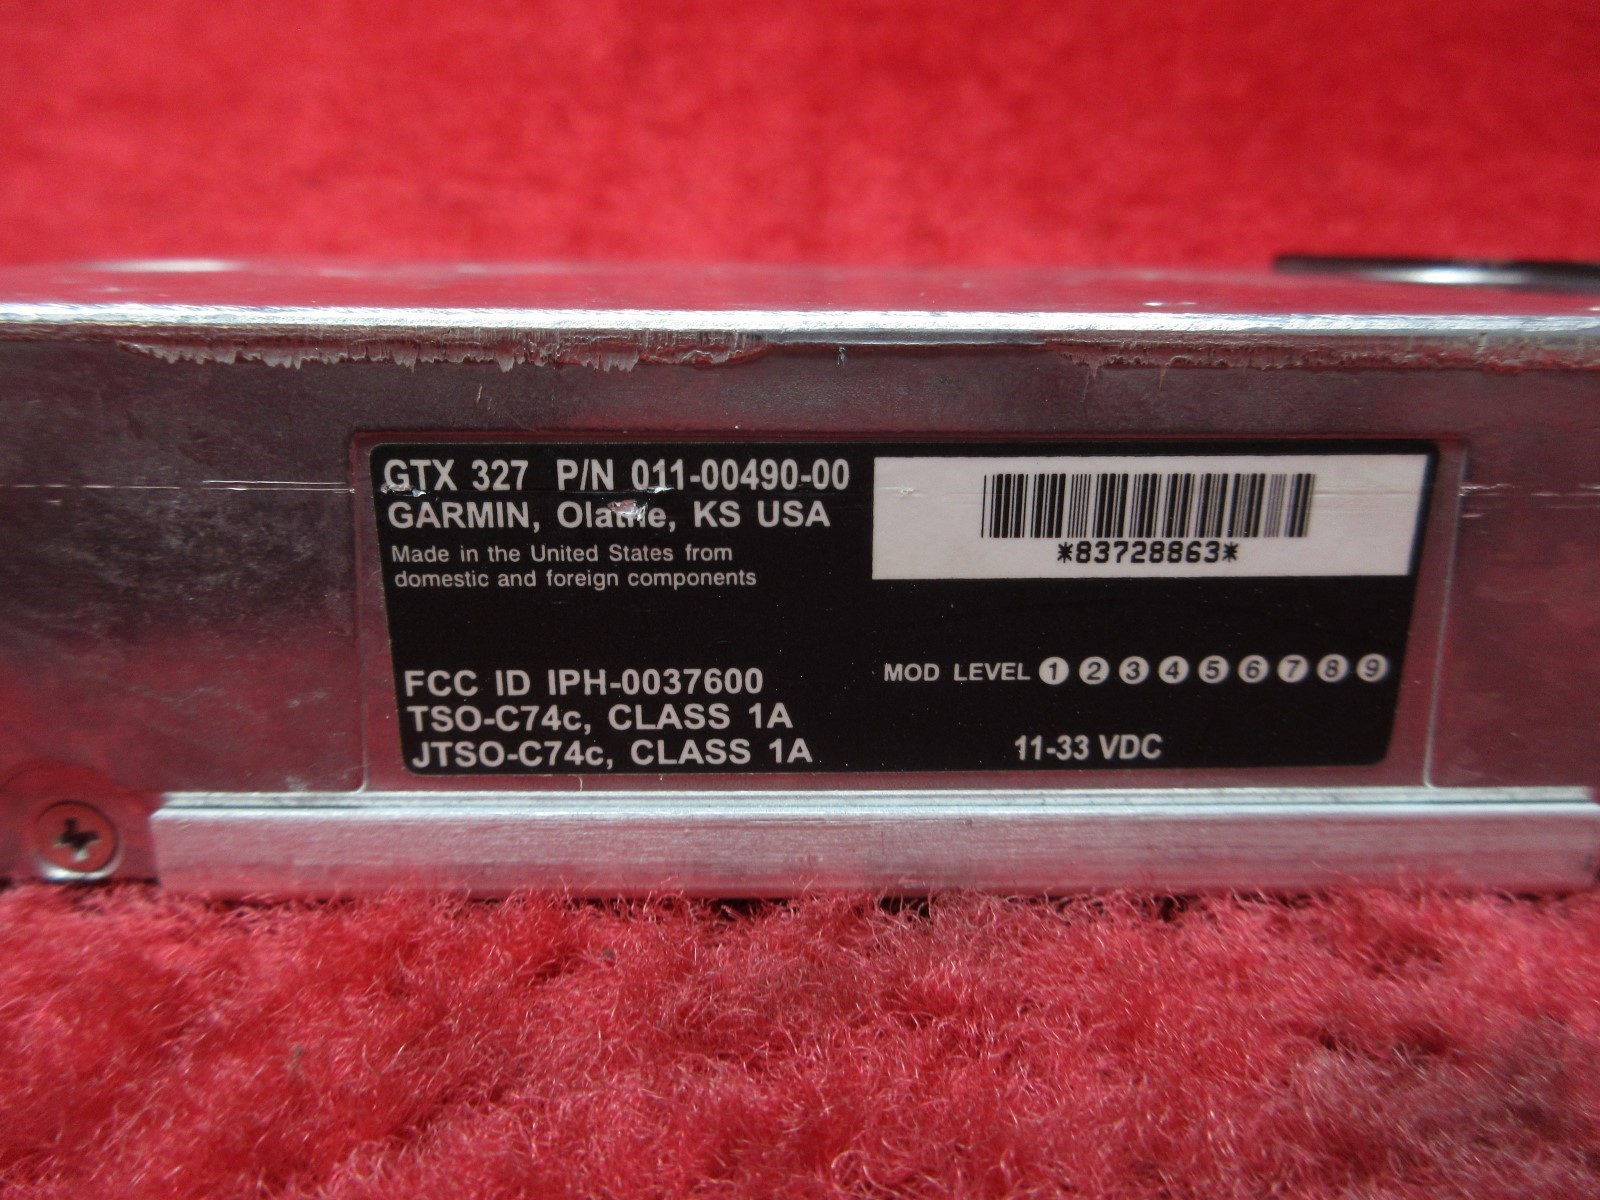 GTX 327 P/N 011-00490-00
GARMIN, Olathe, KS USA
Made in the United States from
domestic and foreign components
*83728863*
FCC ID IPH-0037600
TSO-C74c, CLASS 1A
JTSO-C74c, CLASS 1A
MOD LEVEL 1 2 3 4 5 6 7 8 9
11-33 VDC